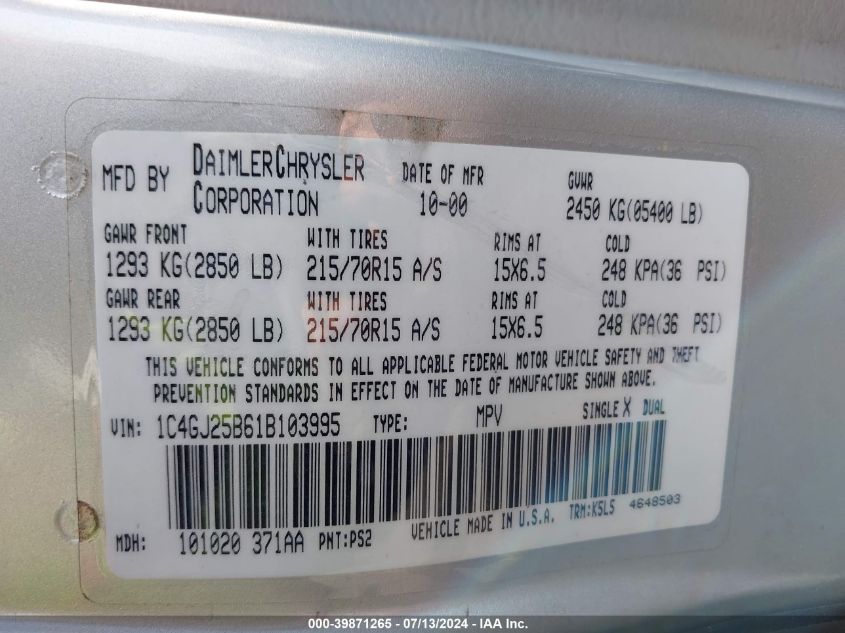 MFD BY DAIMLERCHRYSLER CORPORATION DATE OF MFR 10-00 GVWR 2450 KG(05400 LB)
GAWR FRONT WITH TIRES RIMS AT COLD
1293 KG(2850 LB) 215/70R15 A/S 15X6.5 248 KPA(36 PSI)
GAWR REAR WITH TIRES RIMS AT COLD
1293 KG(2850 LB) 215/70R15 A/S 15X6.5 248 KPA(36 PSI)
THIS VEHICLE CONFORMS TO ALL APPLICABLE FEDERAL MOTOR VEHICLE SAFETY AND THEFT
PREVENTION STANDARDS IN EFFECT ON THE DATE OF MANUFACTURE SHOWN ABOVE.
VIN: 1C4GJ25B61B103995 TYPE: MPV SINGLE X DUAL
MDH: 101020 371AA PNT:PS2 VEHICLE MADE IN U.S.A. TRM:K5L5 4648503
000-39871265 - 07/13/2024 - IAA Inc.